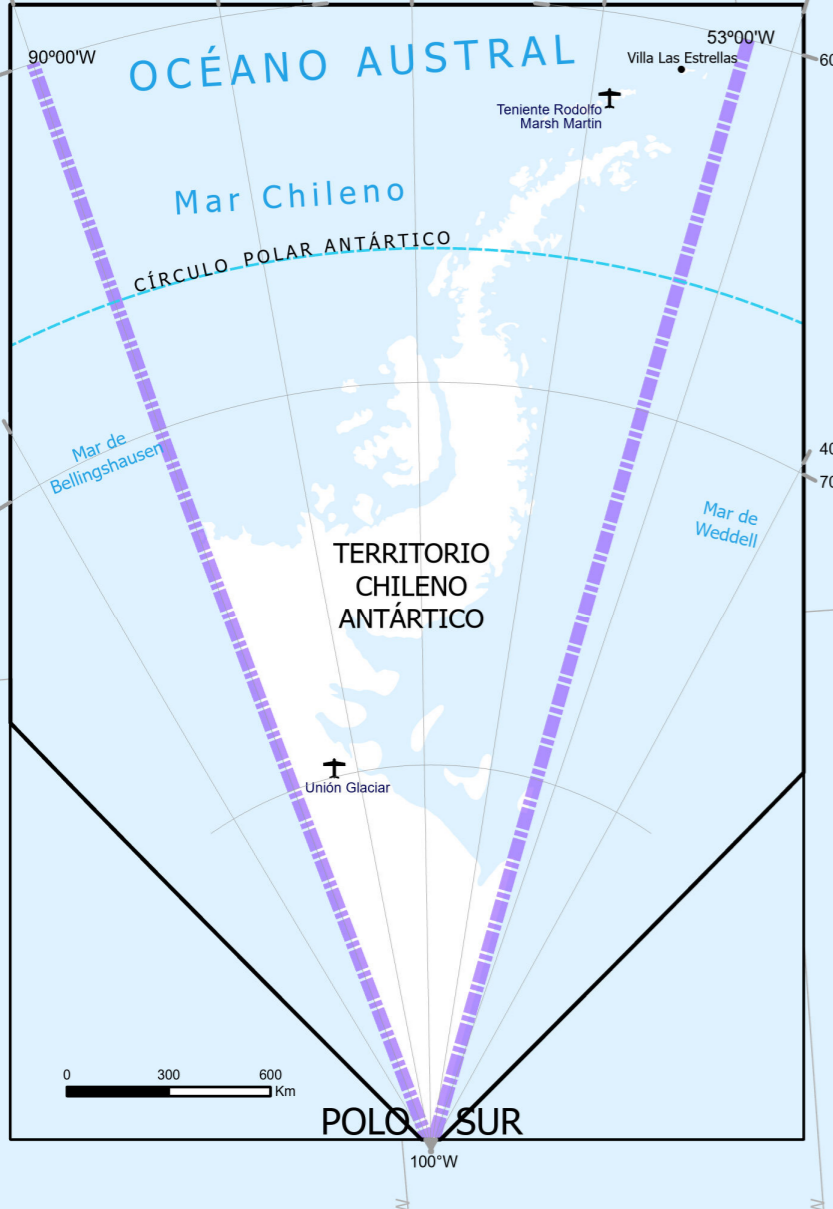 90º00'W
OCÉANO AUSTRAL
53º00'W
Villa Las Estrellas
60
Teniente Rodolfo
Marsh Martin
Mar Chileno
CÍRCULO POLAR ANTÁRTICO
Mar de
Bellingshausen
40
70
Mar de
Weddell
TERRITORIO
CHILENO
ANTÁRTICO
Unión Glaciar
0 300 600
Km
POLO SUR
100°W